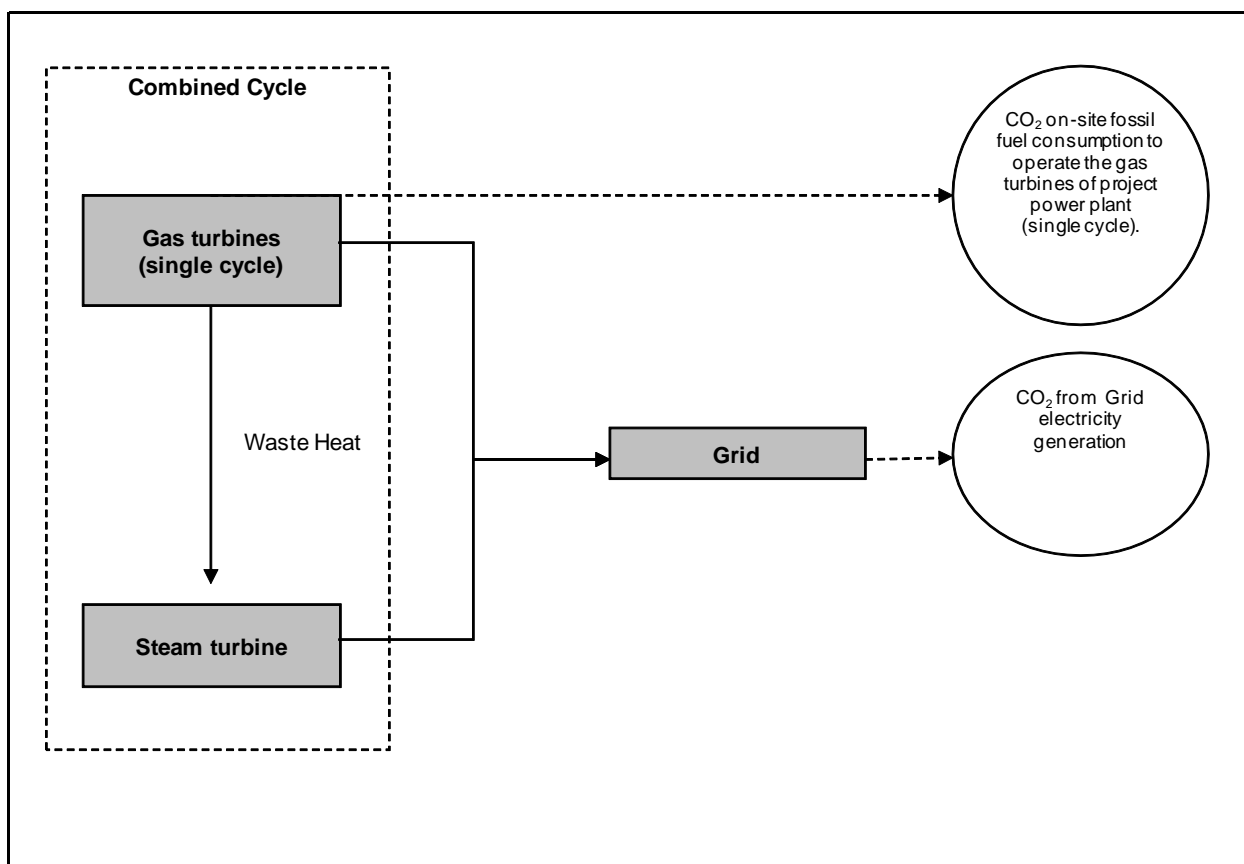 Combined Cycle
CO₂ on-site fossil
fuel consumption to
operate the gas
turbines of project
power plant
(single cycle).
Gas turbines
(single cycle)
CO₂ from Grid
electricity
generation
Waste Heat
Grid
Steam turbine